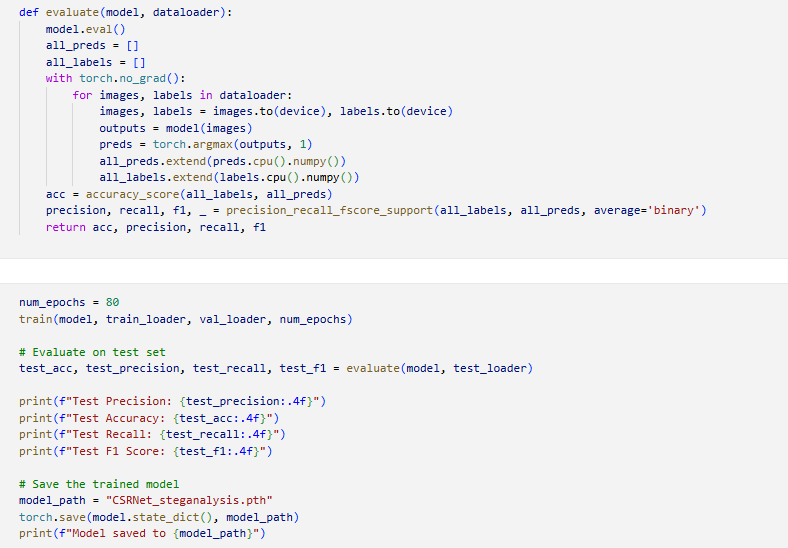 def evaluate(model, dataloader):
    model.eval()
    all_preds = []
    all_labels = []
    with torch.no_grad():
        for images, labels in dataloader:
            images, labels = images.to(device), labels.to(device)
            outputs = model(images)
            preds = torch.argmax(outputs, 1)
            all_preds.extend(preds.cpu().numpy())
            all_labels.extend(labels.cpu().numpy())
    acc = accuracy_score(all_labels, all_preds)
    precision, recall, f1, _ = precision_recall_fscore_support(all_labels, all_preds, average='binary')
    return acc, precision, recall, f1
num_epochs = 80
train(model, train_loader, val_loader, num_epochs)
# Evaluate on test set
test_acc, test_precision, test_recall, test_f1 = evaluate(model, test_loader)
print(f"Test Precision: {test_precision:.4f}")
print(f"Test Accuracy: {test_acc:.4f}")
print(f"Test Recall: {test_recall:.4f}")
print(f"Test F1 Score: {test_f1:.4f}")
# Save the trained model
model_path = "CSRNet_steganalysis.pth"
torch.save(model.state_dict(), model_path)
print(f"Model saved to {model_path}")